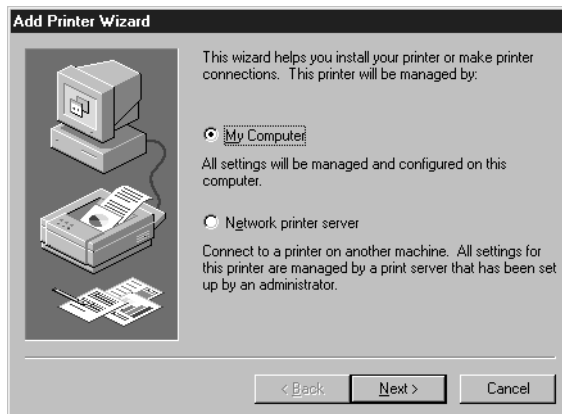 Add Printer Wizard
This wizard helps you install your printer or make printer
connections. This printer will be managed by:
My Computer
All settings will be managed and configured on this
computer.
Network printer server
Connect to a printer on another machine. All settings for
this printer are managed by a print server that has been set
up by an administrator.
< Back
Next >
Cancel